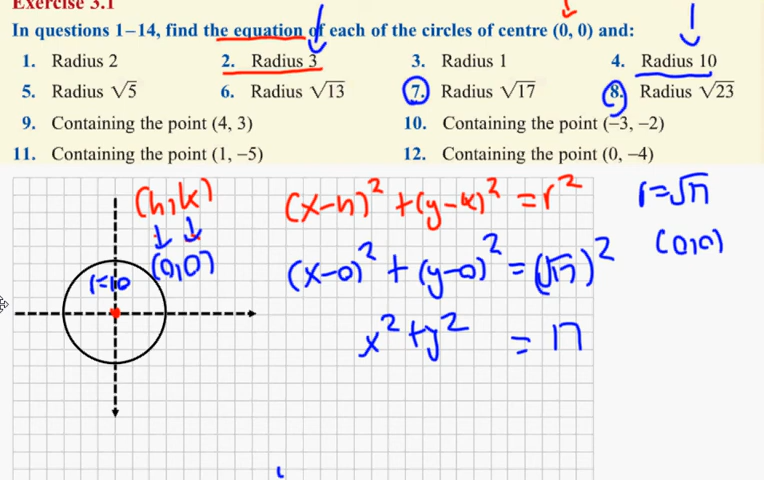 Exercise 3.1
In questions 1–14, find the equation of each of the circles of centre (0, 0) and:
1. Radius 2 2. Radius 3 3. Radius 1 4. Radius 10
5. Radius √5 6. Radius √13 7. Radius √17 8. Radius √23
9. Containing the point (4, 3) 10. Containing the point (−3, −2)
11. Containing the point (1, −5) 12. Containing the point (0, −4)
(h,k) (x-h)² + (y-k)² = r² r=√17
(0,0) (x-0)² + (y-0)² = (√17)² (0,0)
r=10
x² + y² = 17